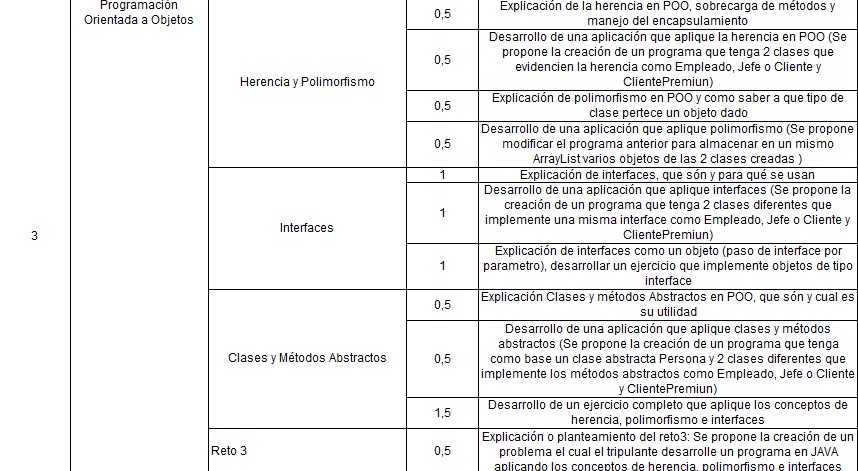 Programación
Orientada a Objetos
0,5
Explicación de la herencia en POO, sobrecarga de métodos y
manejo del encapsulamiento
Herencia y Polimorfismo
0,5
Desarrollo de una aplicación que aplique la herencia en POO (Se
propone la creación de un programa que tenga 2 clases que
evidencien la herencia como Empleado, Jefe o Cliente y
ClientePremiun)
0,5
Explicación de polimorfismo en POO y como saber a que tipo de
clase pertece un objeto dado
0,5
Desarrollo de una aplicación que aplique polimorfismo (Se propone
modificar el programa anterior para almacenar en un mismo
ArrayList varios objetos de las 2 clases creadas )
3
Interfaces
1
Explicación de interfaces, que són y para qué se usan
1
Desarrollo de una aplicación que aplique interfaces (Se propone la
creación de un programa que tenga 2 clases diferentes que
implemente una misma interface como Empleado, Jefe o Cliente y
ClientePremiun)
1
Explicación de interfaces como un objeto (paso de interface por
parametro), desarrollar un ejercicio que implemente objetos de tipo
interface
Clases y Métodos Abstractos
0,5
Explicación Clases y métodos Abstractos en POO, que són y cual es
su utilidad
0,5
Desarrollo de una aplicación que aplique clases y métodos
abstractos (Se propone la creación de un programa que tenga
como base un clase abstracta Persona y 2 clases diferentes que
implemente los métodos abstractos como Empleado, Jefe o Cliente
y ClientePremiun)
1,5
Desarrollo de un ejercicio completo que aplique los conceptos de
herencia, polimorfismo e interfaces
Reto 3
0,5
Explicación o planteamiento del reto3: Se propone la creación de un
problema el cual el tripulante desarrolle un programa en JAVA
aplicando los conceptos de herencia, polimorfismo e interfaces